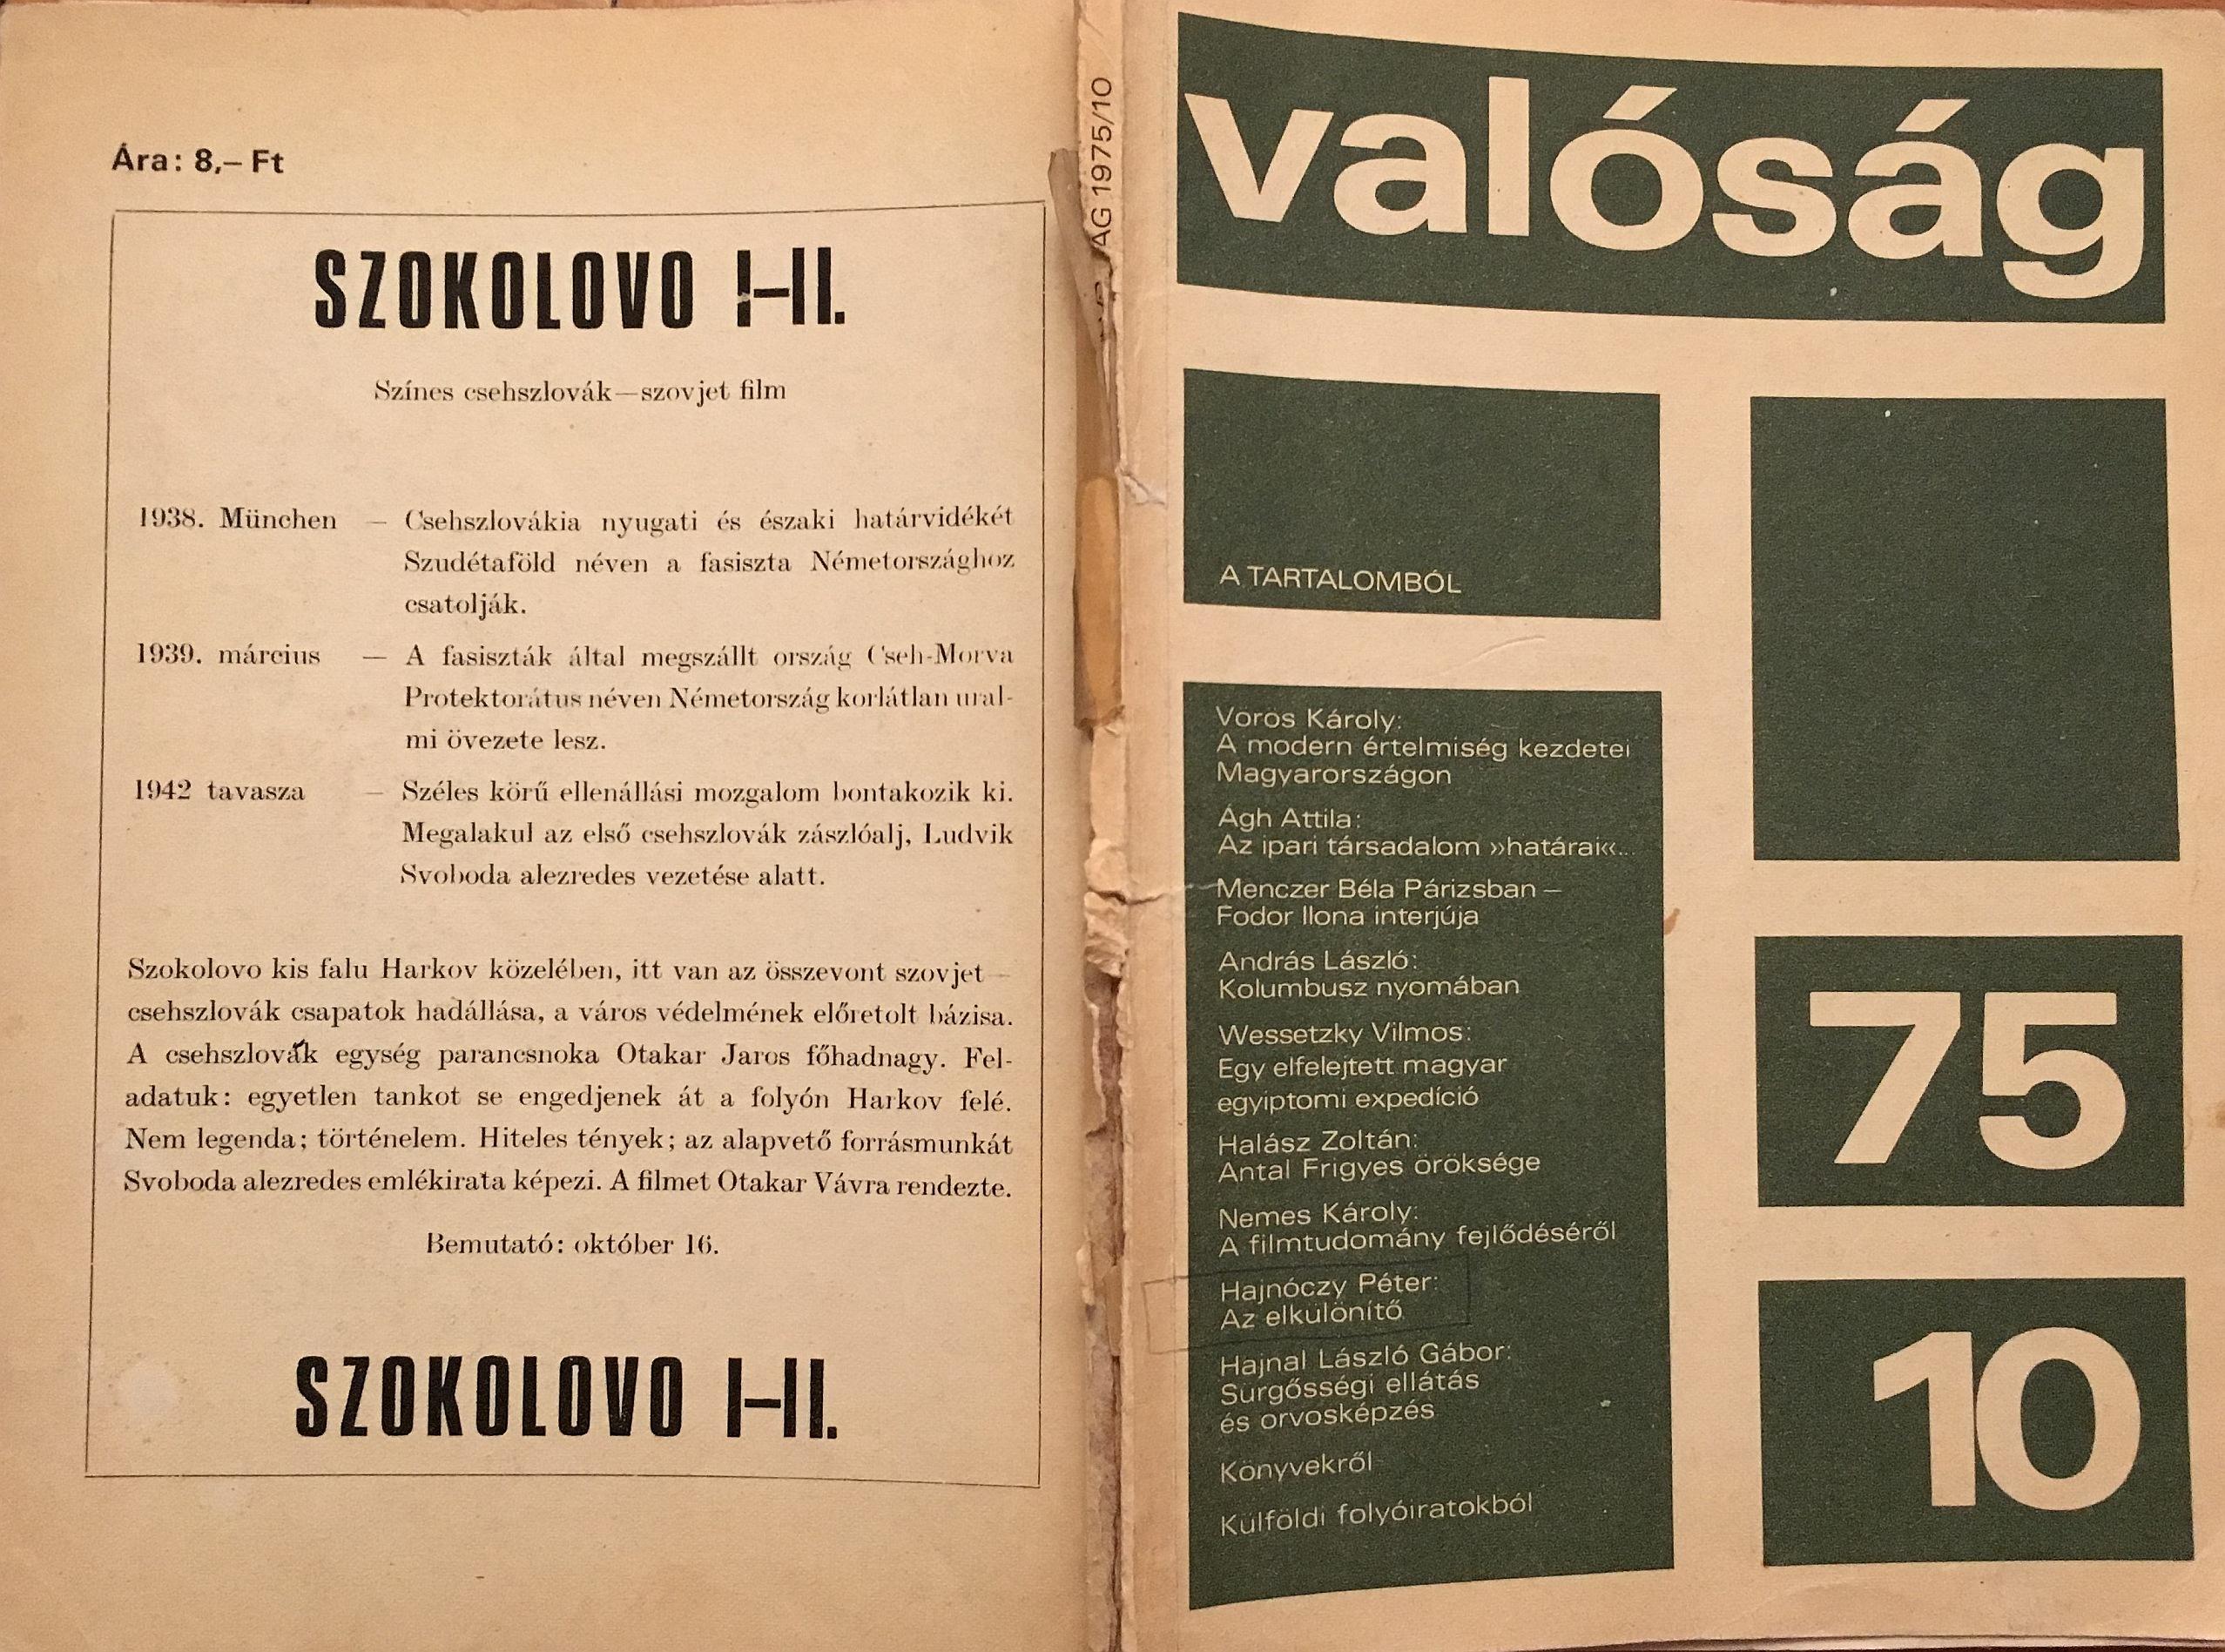 Ára: 8,– Ft
SZOKOLOVO I–II.
Színes csehszlovák—szovjet film
1938. München — Csehszlovákia nyugati és északi határvidékét
Szudétaföld néven a fasiszta Németországhoz
csatolják.
1939. március — A fasiszták által megszállt ország Cseh-Morva
Protektorátus néven Németország korlátlan ural-
mi övezete lesz.
1942 tavasza — Széles körű ellenállási mozgalom bontakozik ki.
Megalakul az első csehszlovák zászlóalj, Ludvik
Svoboda alezredes vezetése alatt.
Szokolovo kis falu Harkov közelében, itt van az összevont szovjet—
csehszlovák csapatok hadállása, a város védelmének előretolt bázisa.
A csehszlovák egység parancsnoka Otakar Jaros főhadnagy. Fel-
adatuk: egyetlen tankot se engedjenek át a folyón Harkov felé.
Nem legenda; történelem. Hiteles tények; az alapvető forrásmunkát
Svoboda alezredes emlékirata képezi. A filmet Otakar Vávra rendezte.
Bemutató: október 16.
SZOKOLOVO I–II.
ÁG 1975/10
valóság
A TARTALOMBÓL
Vörös Károly:
A modern értelmiség kezdetei
Magyarországon
Ágh Attila:
Az ipari társadalom »határai«...
Menczer Béla Párizsban –
Fodor Ilona interjúja
András László:
Kolumbusz nyomában
Wessetzky Vilmos:
Egy elfelejtett magyar
egyiptomi expedíció
Halász Zoltán:
Antal Frigyes öröksége
Nemes Károly:
A filmtudomány fejlődéséről
Hajnóczy Péter:
Az elkülönítő
Hajnal László Gábor:
Sürgősségi ellátás
és orvosképzés
Könyvekről
Külföldi folyóiratokból
75
10